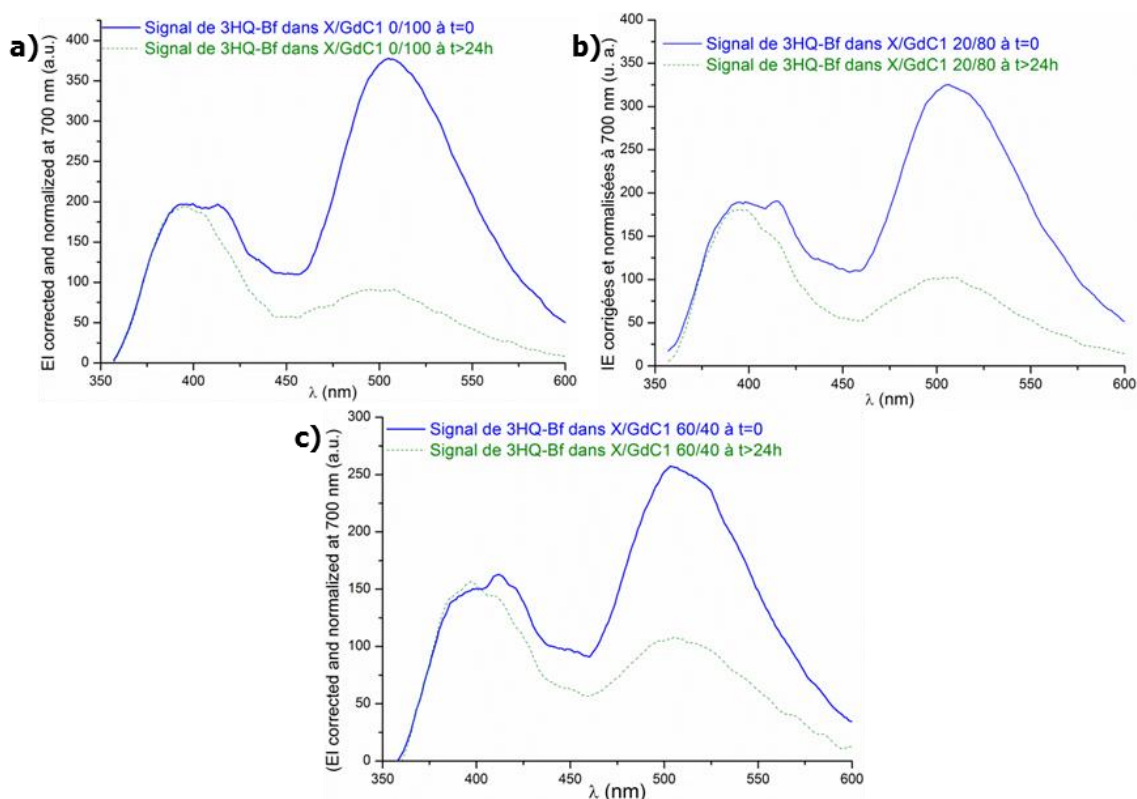 a)
Signal de 3HQ-Bf dans X/GdC1 0/100 à t=0
Signal de 3HQ-Bf dans X/GdC1 0/100 à t>24h
EI corrected and normalized at 700 nm (a.u.)
375
350
325
300
250
200
150
100
50
0
350 400 450 500 550 600
λ (nm)
b)
Signal de 3HQ-Bf dans X/GdC1 20/80 à t=0
Signal de 3HQ-Bf dans X/GdC1 20/80 à t>24h
IE corrigées et normalisées à 700 nm (u. a.)
350
300
250
200
150
100
50
0
350 400 450 500 550 600
λ (nm)
c)
Signal de 3HQ-Bf dans X/GdC1 60/40 à t=0
Signal de 3HQ-Bf dans X/GdC1 60/40 à t>24h
(EI corrected and normalized at 700 nm (a.u.)
300
250
200
150
100
50
0
350 400 450 500 550 600
λ (nm)